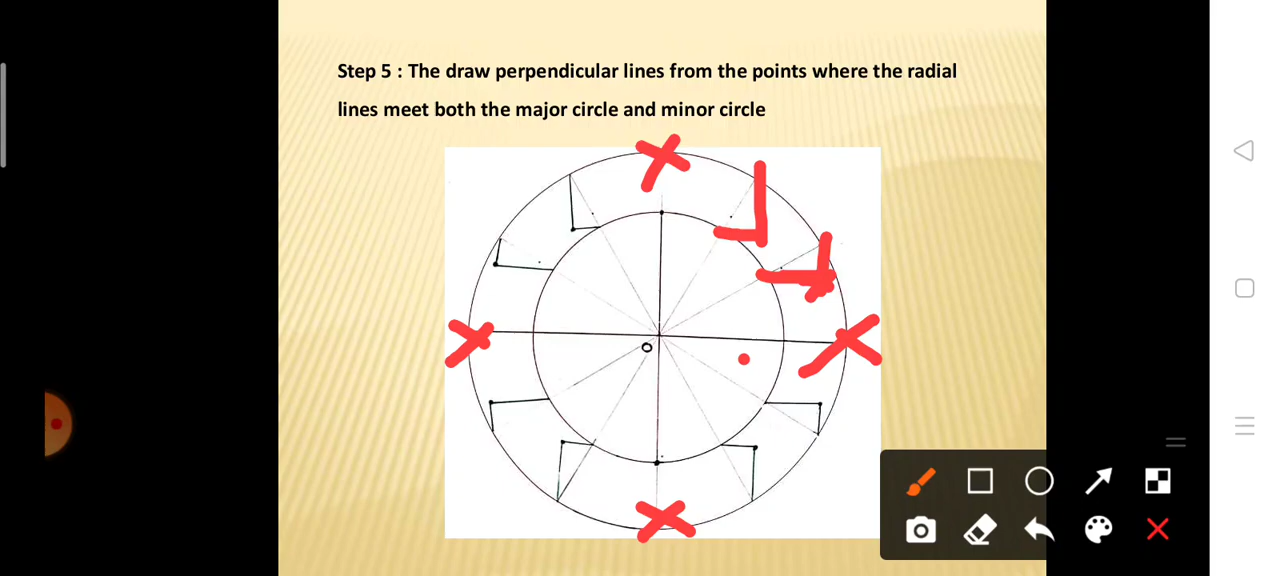 Step 5 : The draw perpendicular lines from the points where the radial
lines meet both the major circle and minor circle
O